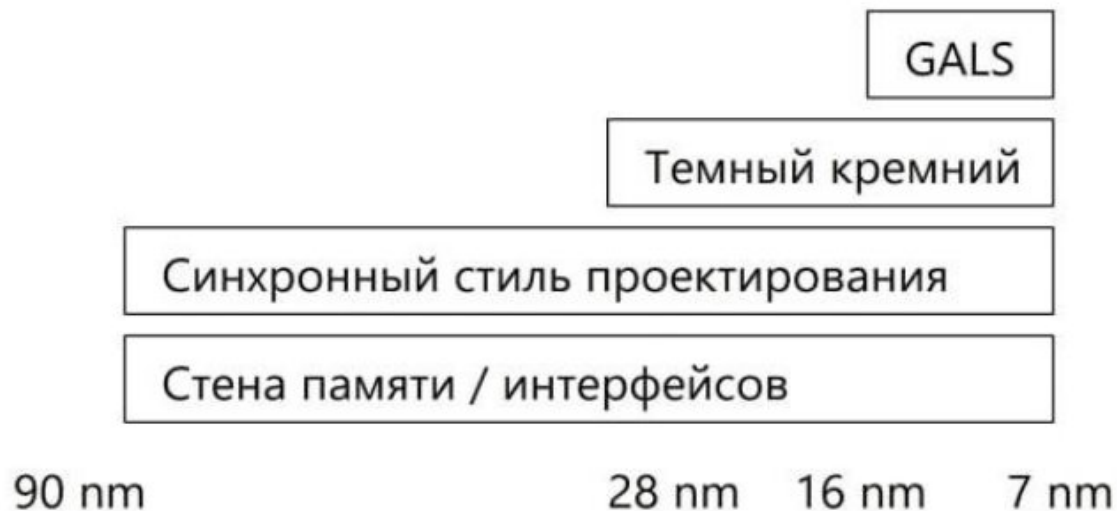 GALS
Темный кремний
Синхронный стиль проектирования
Стена памяти / интерфейсов
90 nm 28 nm 16 nm 7 nm